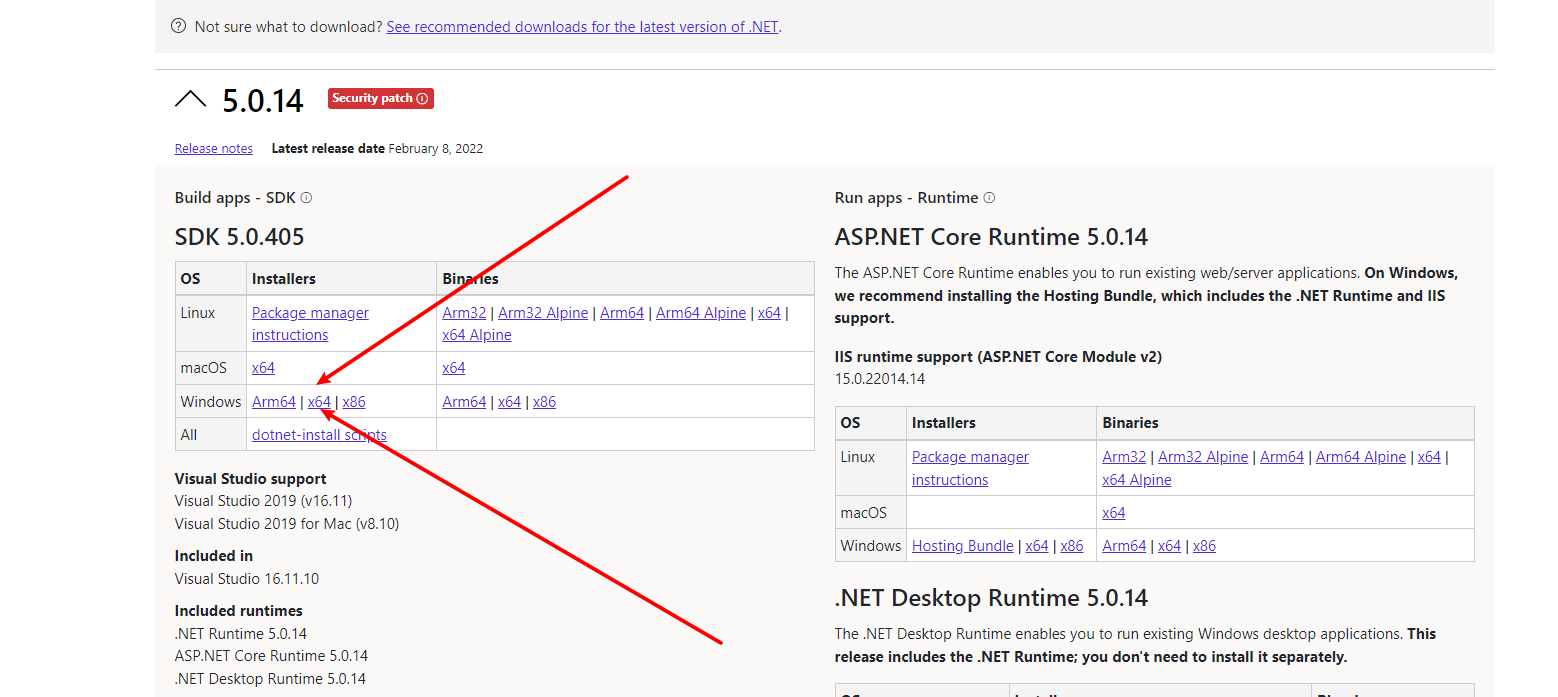 Not sure what to download? See recommended downloads for the latest version of .NET.
5.0.14 Security patch
Release notes Latest release date February 8, 2022
Build apps - SDK
SDK 5.0.405
OS Installers Binaries
Linux Package manager instructions Arm32 | Arm32 Alpine | Arm64 | Arm64 Alpine | x64 | x64 Alpine
macOS x64 x64
Windows Arm64 | x64 | x86 Arm64 | x64 | x86
All dotnet-install scripts
Visual Studio support
Visual Studio 2019 (v16.11)
Visual Studio 2019 for Mac (v8.10)
Included in
Visual Studio 16.11.10
Included runtimes
.NET Runtime 5.0.14
ASP.NET Core Runtime 5.0.14
.NET Desktop Runtime 5.0.14
Run apps - Runtime
ASP.NET Core Runtime 5.0.14
The ASP.NET Core Runtime enables you to run existing web/server applications. On Windows,
we recommend installing the Hosting Bundle, which includes the .NET Runtime and IIS
support.
IIS runtime support (ASP.NET Core Module v2)
15.0.22014.14
OS Installers Binaries
Linux Package manager instructions Arm32 | Arm32 Alpine | Arm64 | Arm64 Alpine | x64 | x64 Alpine
macOS x64
Windows Hosting Bundle | x64 | x86 Arm64 | x64 | x86
.NET Desktop Runtime 5.0.14
The .NET Desktop Runtime enables you to run existing Windows desktop applications. This
release includes the .NET Runtime; you don't need to install it separately.